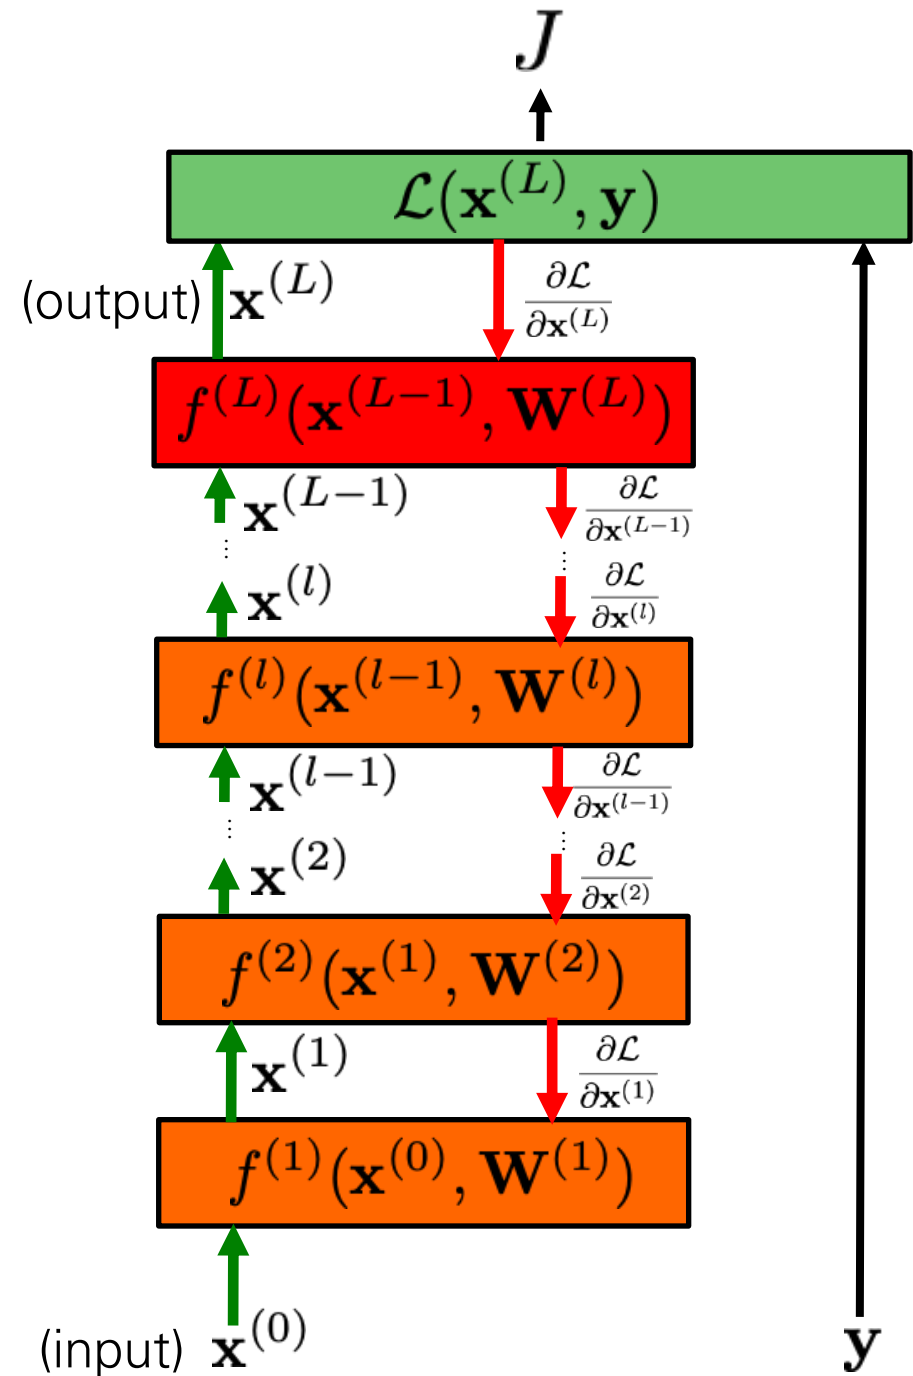 J
ℒ(𝐱^(L), 𝐲)
(output) 𝐱^(L) ∂ℒ/∂𝐱^(L)
f^(L)(𝐱^(L−1), 𝐖^(L))
𝐱^(L−1) ∂ℒ/∂𝐱^(L−1)
⋮ ⋮
𝐱^(l) ∂ℒ/∂𝐱^(l)
f^(l)(𝐱^(l−1), 𝐖^(l))
𝐱^(l−1) ∂ℒ/∂𝐱^(l−1)
⋮ ⋮
𝐱^(2) ∂ℒ/∂𝐱^(2)
f^(2)(𝐱^(1), 𝐖^(2))
𝐱^(1) ∂ℒ/∂𝐱^(1)
f^(1)(𝐱^(0), 𝐖^(1))
(input) 𝐱^(0) 𝐲